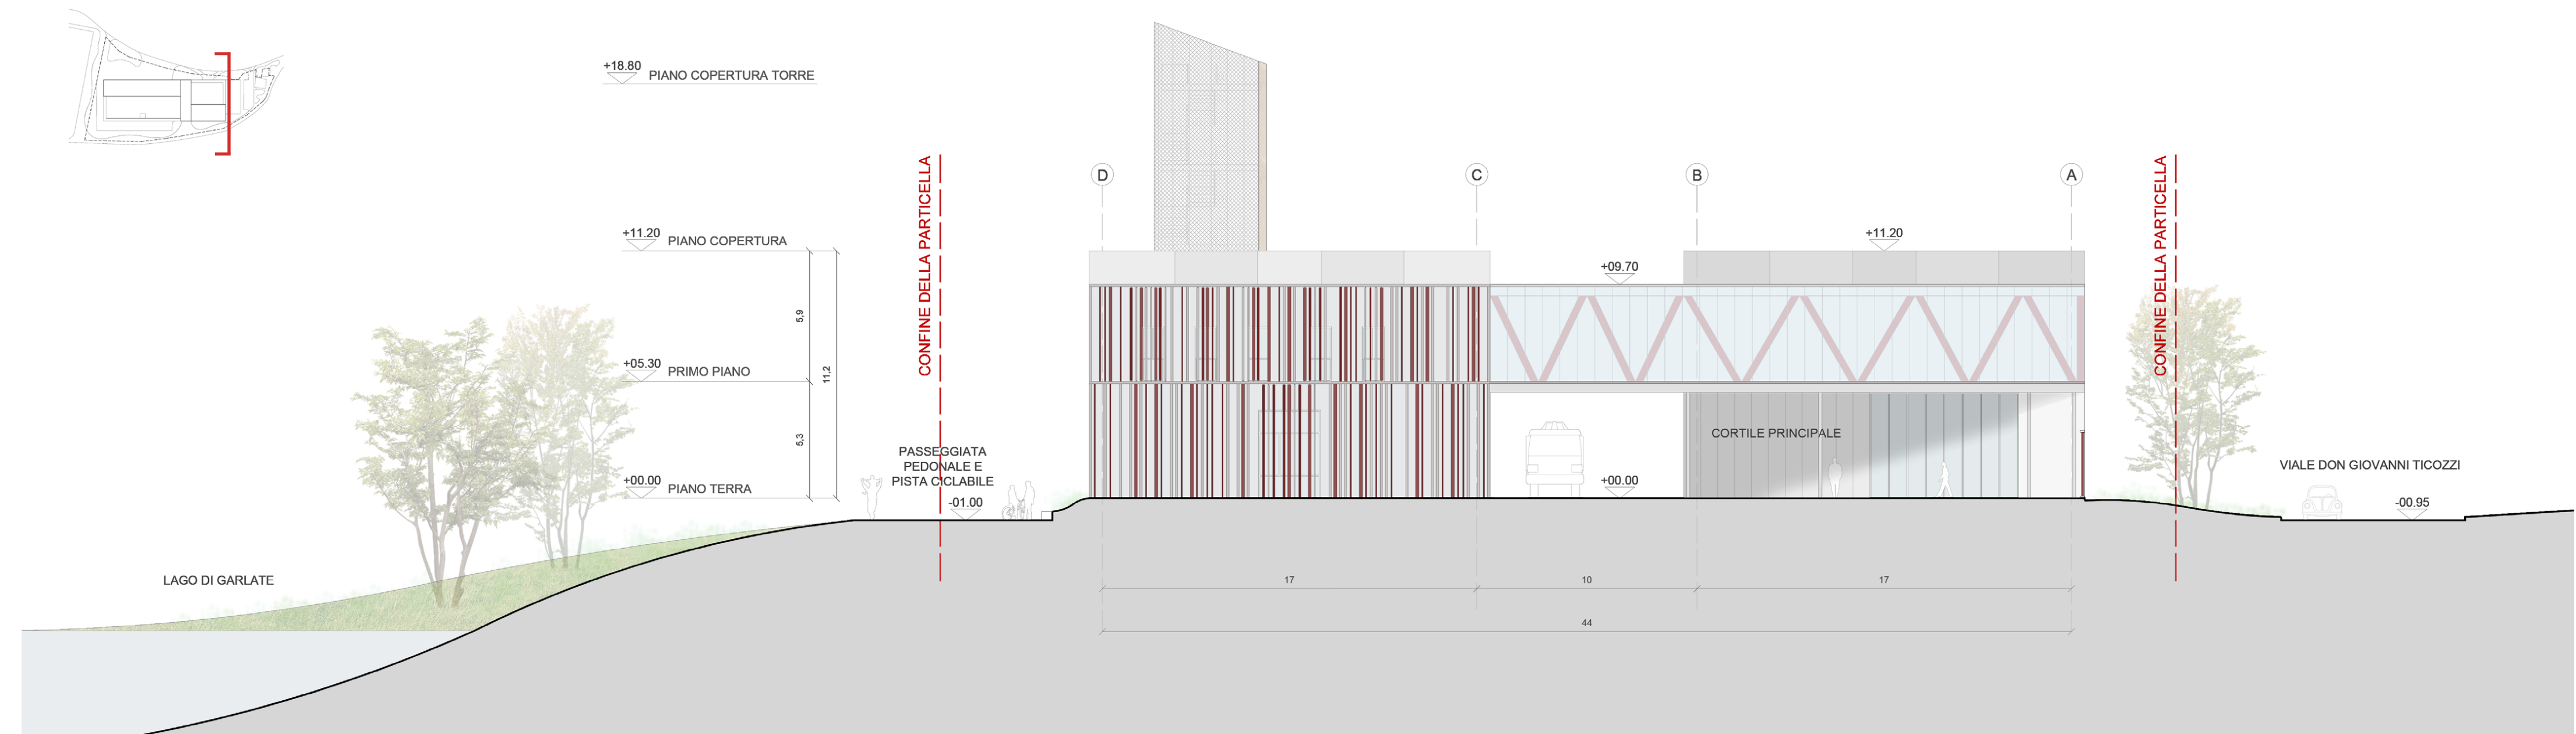 +18.80
PIANO COPERTURA TORRE
CONFINE DELLA PARTICELLA
D
C
B
A
CONFINE DELLA PARTICELLA
+11.20
PIANO COPERTURA
+11.20
+09.70
5,9
11,2
+05.30
PRIMO PIANO
5,3
CORTILE PRINCIPALE
PASSEGGIATA
PEDONALE E
PISTA CICLABILE
-01.00
+00.00
PIANO TERRA
+00.00
VIALE DON GIOVANNI TICOZZI
-00.95
LAGO DI GARLATE
17
10
17
44